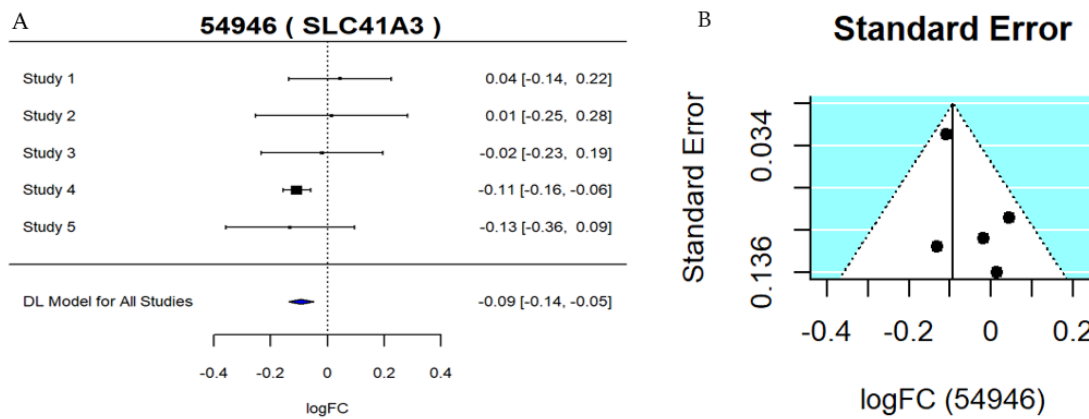 A
54946 ( SLC41A3 )
Study 1 0.04 [-0.14, 0.22]
Study 2 0.01 [-0.25, 0.28]
Study 3 -0.02 [-0.23, 0.19]
Study 4 -0.11 [-0.16, -0.06]
Study 5 -0.13 [-0.36, 0.09]
DL Model for All Studies -0.09 [-0.14, -0.05]
-0.4 -0.2 0 0.2 0.4
logFC
B
Standard Error
Standard Error
0.034
0.136
-0.4 -0.2 0 0.2
logFC (54946)